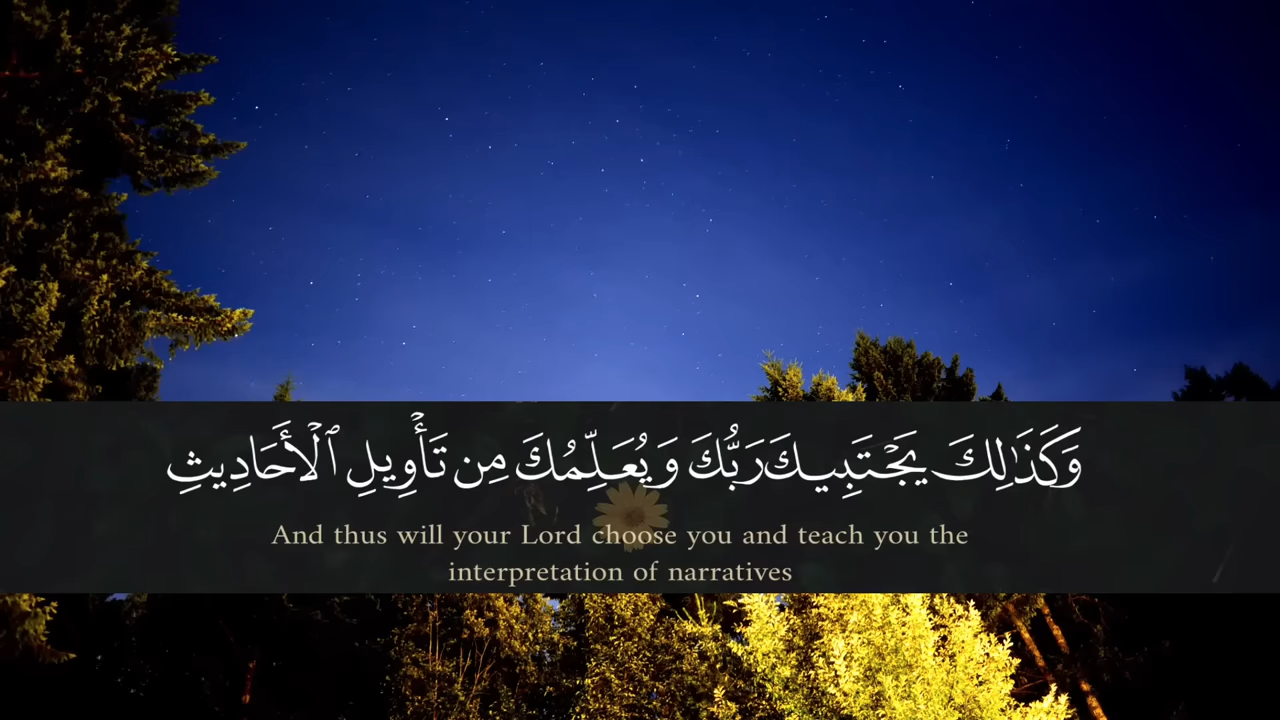 وَكَذَٰلِكَ يَجْتَبِيكَ رَبُّكَ وَيُعَلِّمُكَ مِن تَأْوِيلِ ٱلْأَحَادِيثِ
And thus will your Lord choose you and teach you the
interpretation of narratives